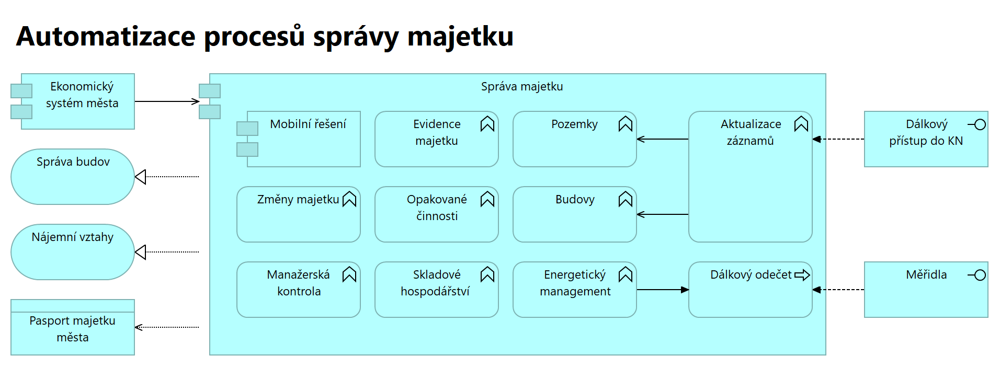 Automatizace procesů správy majetku
Ekonomický
systém města
Správa budov
Nájemní vztahy
Pasport majetku
města
Správa majetku
Mobilní řešení
Evidence
majetku
Pozemky
Aktualizace
záznamů
Změny majetku
Opakované
činnosti
Budovy
Manažerská
kontrola
Skladové
hospodářství
Energetický
management
Dálkový odečet
Dálkový
přístup do KN
Měřidla